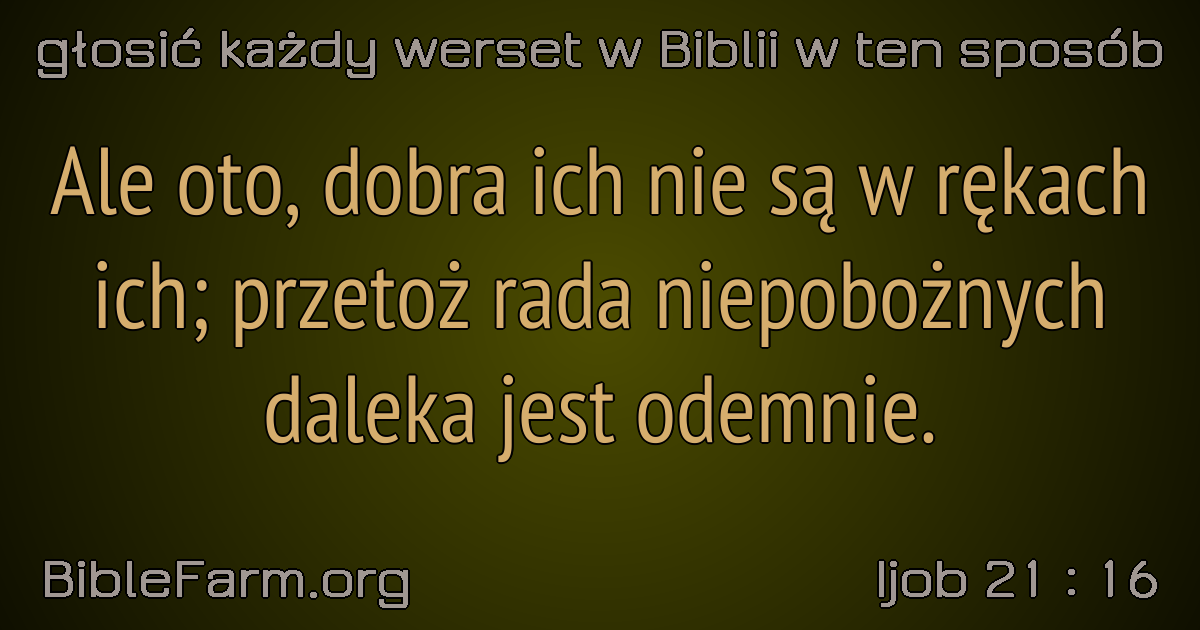 głosić każdy werset w Biblii w ten sposób
Ale oto, dobra ich nie są w rękach
ich; przetoż rada niepobożnych
daleka jest odemnie.
BibleFarm.org
Ijob 21 : 16